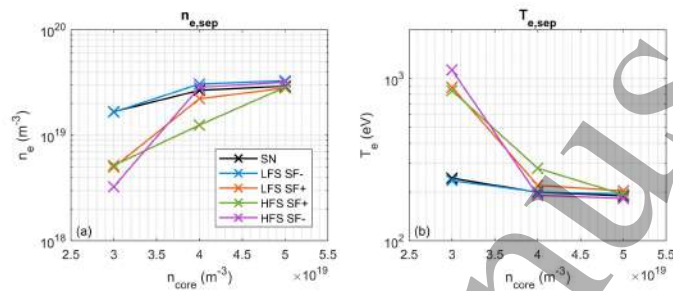 n_e,sep
10^20
10^19
10^18
n_e (m^-3)
SN
LFS SF-
LFS SF+
HFS SF+
HFS SF-
(a)
2.5 3 3.5 4 4.5 5 5.5
n_core (m^-3) ×10^19
T_e,sep
10^3
10^2
T_e (eV)
(b)
2.5 3 3.5 4 4.5 5 5.5
n_core (m^-3) ×10^19
nus